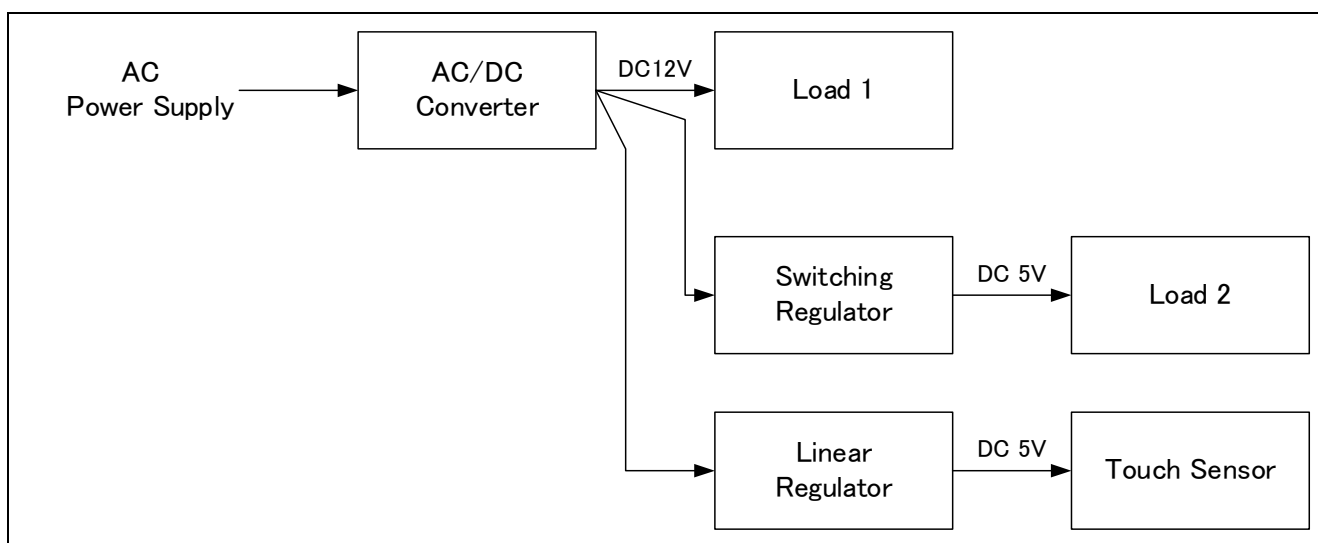 AC
Power Supply
AC/DC
Converter
DC12V
Load 1
Switching
Regulator
DC 5V
Load 2
Linear
Regulator
DC 5V
Touch Sensor